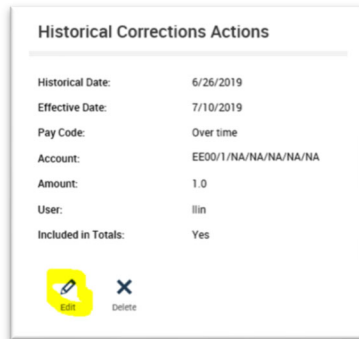 Historical Corrections Actions
Historical Date: 6/26/2019
Effective Date: 7/10/2019
Pay Code: Over time
Account: EE00/1/NA/NA/NA/NA/NA
Amount: 1.0
User: llin
Included in Totals: Yes
Edit Delete